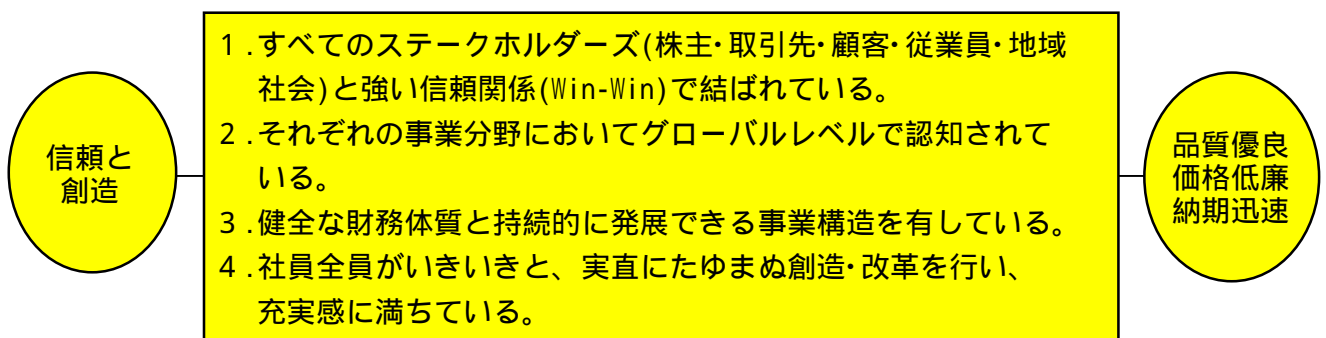 信頼と
創造
1.すべてのステークホルダーズ(株主・取引先・顧客・従業員・地域
社会)と強い信頼関係(Win-Win)で結ばれている。
2.それぞれの事業分野においてグローバルレベルで認知されて
いる。
3.健全な財務体質と持続的に発展できる事業構造を有している。
4.社員全員がいきいきと、実直にたゆまぬ創造・改革を行い、
充実感に満ちている。
品質優良
価格低廉
納期迅速